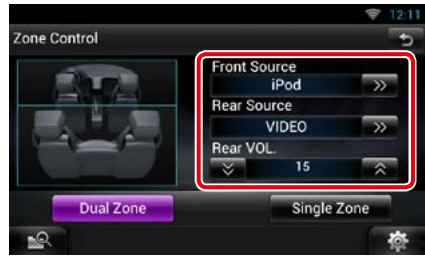 12:11
Zone Control
Front Source
iPod
Rear Source
VIDEO
Rear VOL.
15
Dual Zone
Single Zone